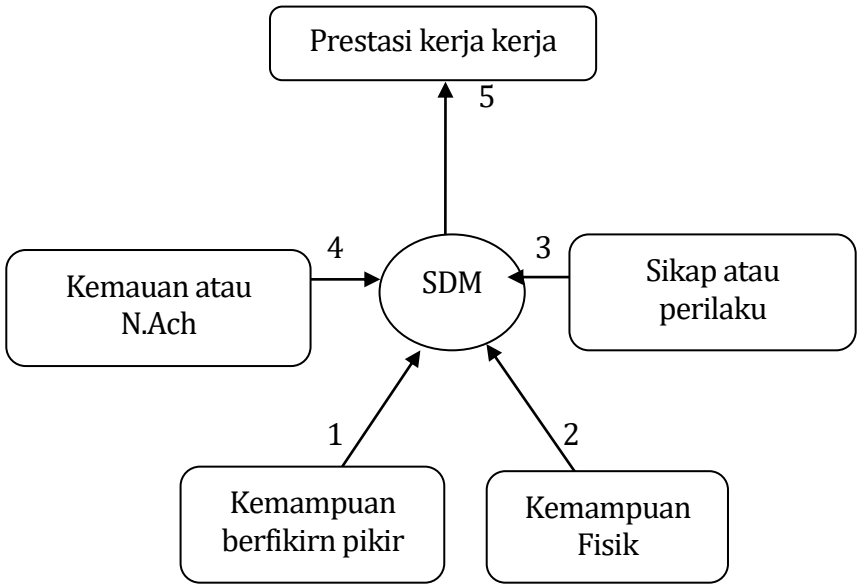 Prestasi kerja kerja
5
4
3
Kemauan atau
N.Ach
SDM
Sikap atau
perilaku
1
2
Kemampuan
berfikirn pikir
Kemampuan
Fisik